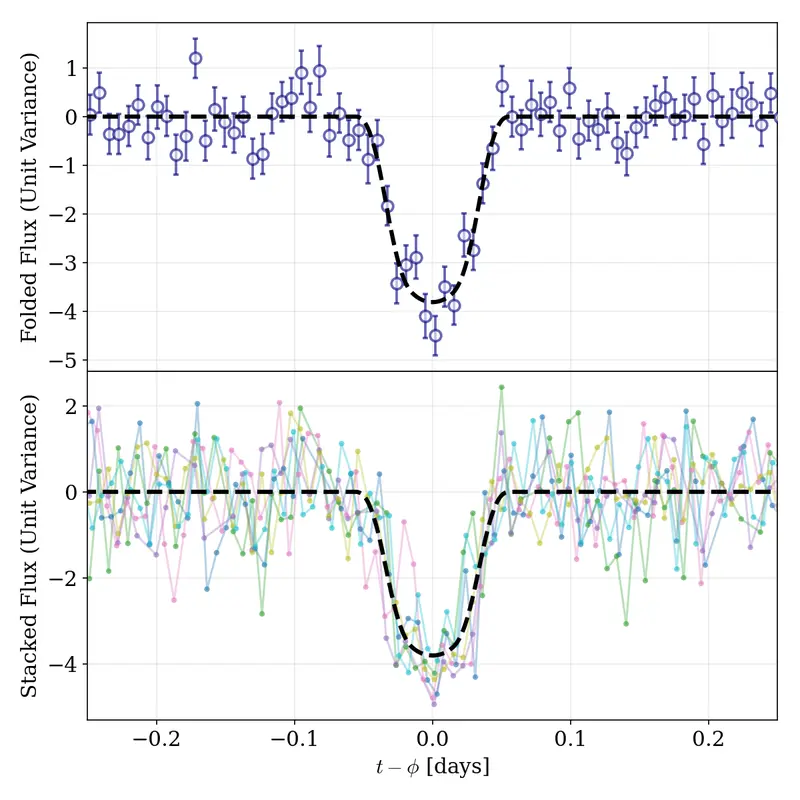 Folded Flux (Unit Variance)
1
0
−1
−2
−3
−4
−5
Stacked Flux (Unit Variance)
2
0
−2
−4
−0.2 −0.1 0.0 0.1 0.2
t − ϕ [days]